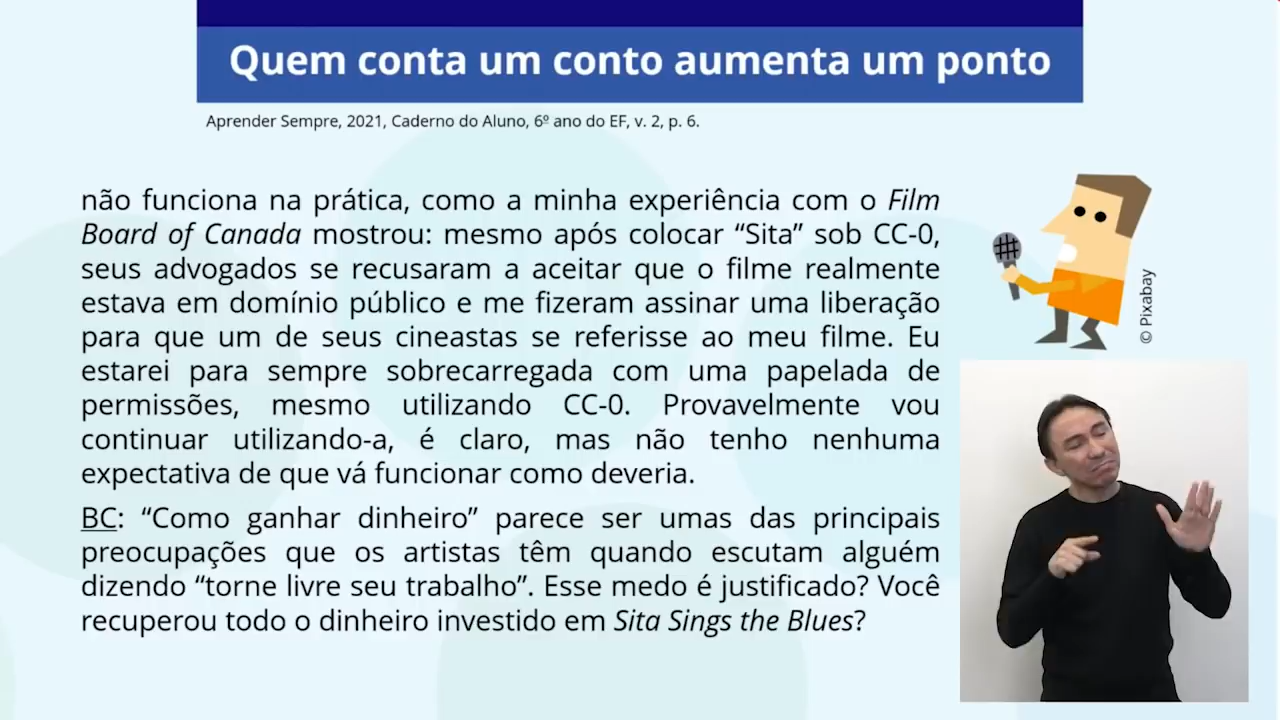 Quem conta um conto aumenta um ponto
Aprender Sempre, 2021, Caderno do Aluno, 6º ano do EF, v. 2, p. 6.
não funciona na prática, como a minha experiência com o Film
Board of Canada mostrou: mesmo após colocar “Sita” sob CC-0,
seus advogados se recusaram a aceitar que o filme realmente
estava em domínio público e me fizeram assinar uma liberação
para que um de seus cineastas se referisse ao meu filme. Eu
estarei para sempre sobrecarregada com uma papelada de
permissões, mesmo utilizando CC-0. Provavelmente vou
continuar utilizando-a, é claro, mas não tenho nenhuma
expectativa de que vá funcionar como deveria.
BC: “Como ganhar dinheiro” parece ser umas das principais
preocupações que os artistas têm quando escutam alguém
dizendo “torne livre seu trabalho”. Esse medo é justificado? Você
recuperou todo o dinheiro investido em Sita Sings the Blues?
© Pixabay